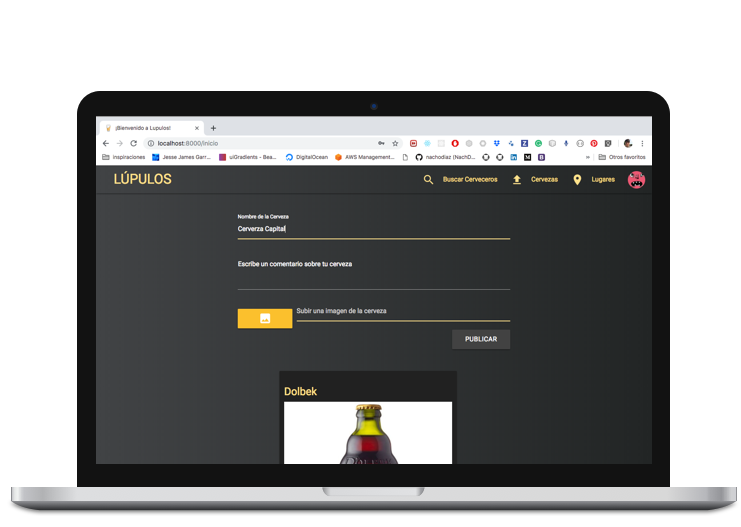 ¡Bienvenido a Lupulos!
localhost:8000/inicio
Inspiraciones
Jesse James Garr...
uiGradients - Bea...
DigitalOcean
AWS Management...
nachodiaz (NachD...
Otros favoritos
LÚPULOS
Buscar Cerveceros
Cervezas
Lugares
Nombre de la Cerveza
Cerverza Capital
Escribe un comentario sobre tu cerveza
Subir una imagen de la cerveza
PUBLICAR
Dolbek